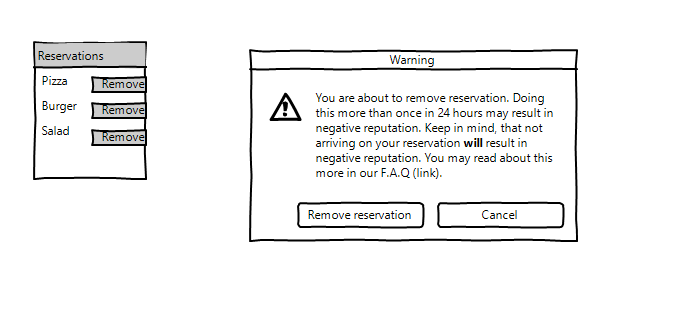 Reservations
Pizza Remove
Burger Remove
Salad Remove
Warning
You are about to remove reservation. Doing
this more than once in 24 hours may result in
negative reputation. Keep in mind, that not
arriving on your reservation will result in
negative reputation. You may read about this
more in our F.A.Q (link).
Remove reservation Cancel